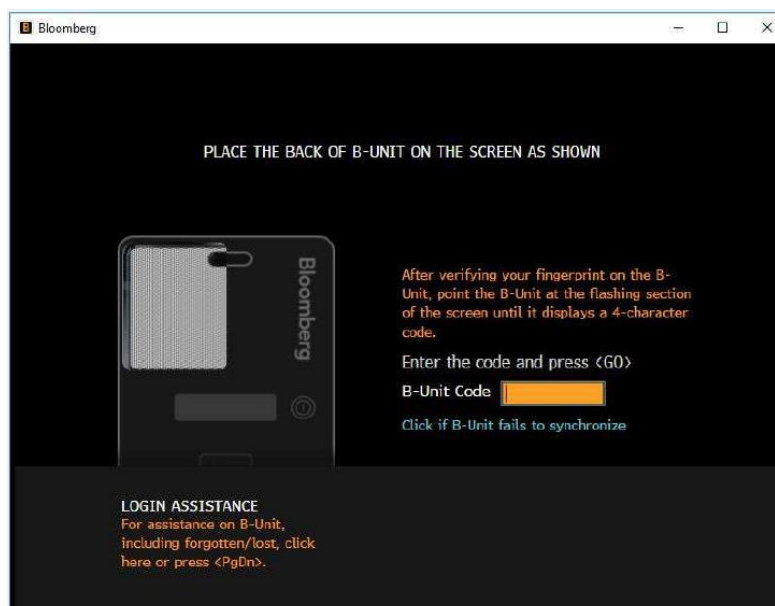 Bloomberg
PLACE THE BACK OF B-UNIT ON THE SCREEN AS SHOWN
Bloomberg
After verifying your fingerprint on the B-
Unit, point the B-Unit at the flashing section
of the screen until it displays a 4-character
code.
Enter the code and press <GO>
B-Unit Code
Click if B-Unit fails to synchronize
LOGIN ASSISTANCE
For assistance on B-Unit,
including forgotten/lost, click
here or press <PgDn>.